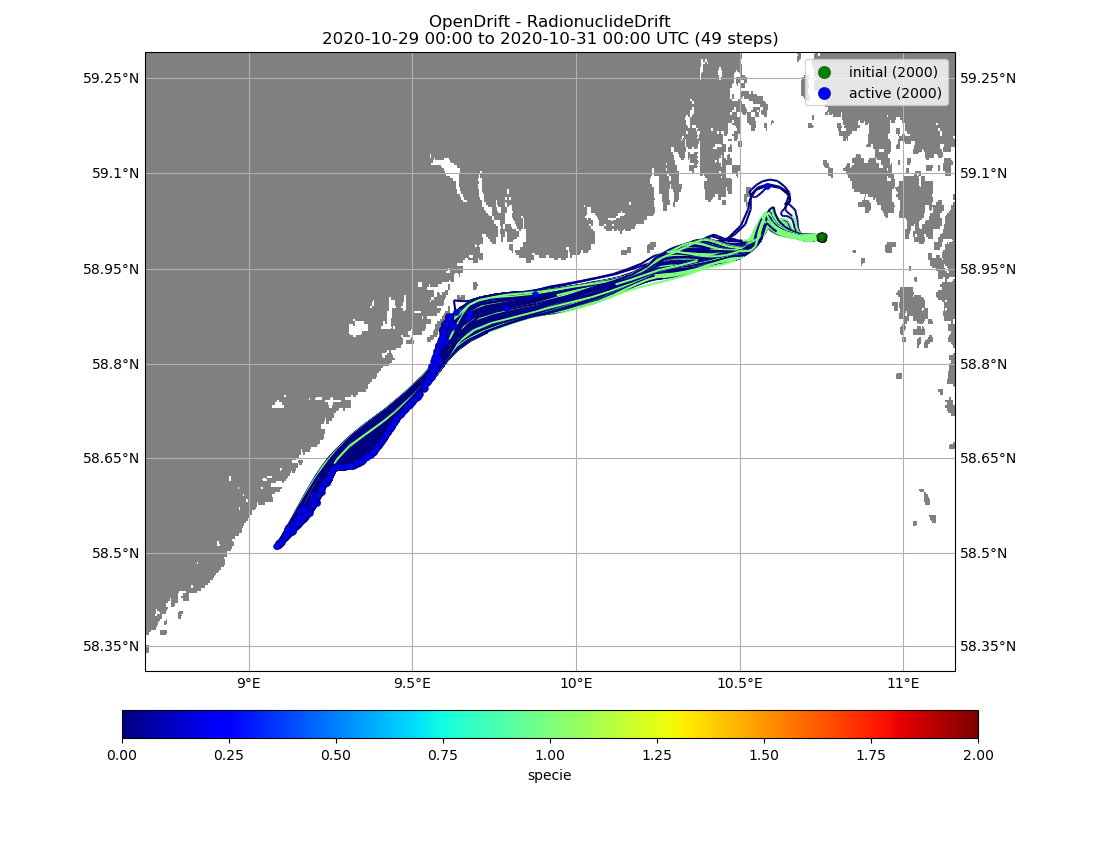 OpenDrift - RadionuclideDrift
2020-10-29 00:00 to 2020-10-31 00:00 UTC (49 steps)
initial (2000)
active (2000)
59.25°N 59.25°N
59.1°N 59.1°N
58.95°N 58.95°N
58.8°N 58.8°N
58.65°N 58.65°N
58.5°N 58.5°N
58.35°N 58.35°N
9°E 9.5°E 10°E 10.5°E 11°E
0.00 0.25 0.50 0.75 1.00 1.25 1.50 1.75 2.00
specie